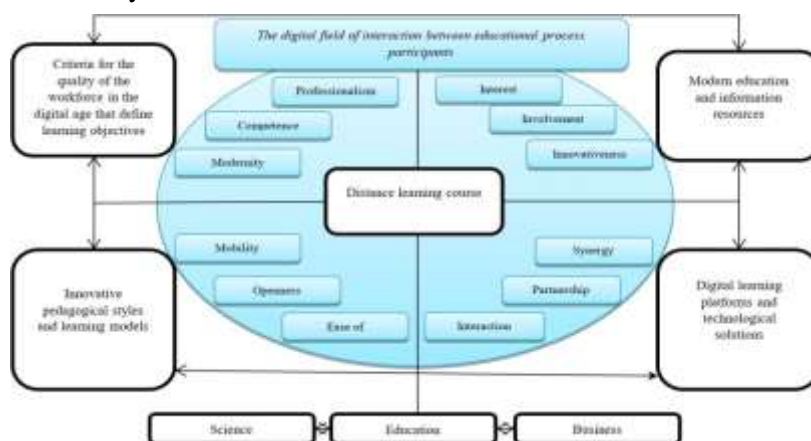 The digital field of interaction between educational process
participants
Criteria for the
quality of the
workforce in the
digital age that define
learning objectives
Modern education
and information
resources
Professionalism
Interest
Competence
Involvement
Modernity
Innovativeness
Distance learning course
Mobility
Synergy
Openness
Partnership
Ease of
Interaction
Innovative
pedagogical styles
and learning models
Digital learning
platforms and
technological
solutions
Science
Education
Business